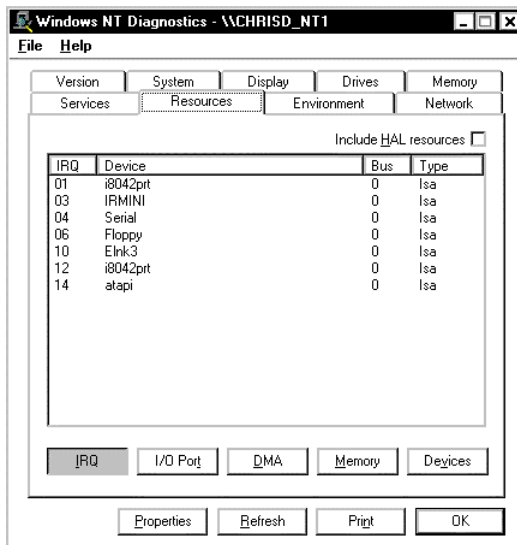 Windows NT Diagnostics - \\CHRISD_NT1
File Help
Version System Display Drives Memory
Services Resources Environment Network
Include HAL resources
IRQ Device Bus Type
01 i8042prt 0 Isa
03 IRMINI 0 Isa
04 Serial 0 Isa
06 Floppy 0 Isa
10 Elnk3 0 Isa
12 i8042prt 0 Isa
14 atapi 0 Isa
IRQ I/O Port DMA Memory Devices
Properties Refresh Print OK